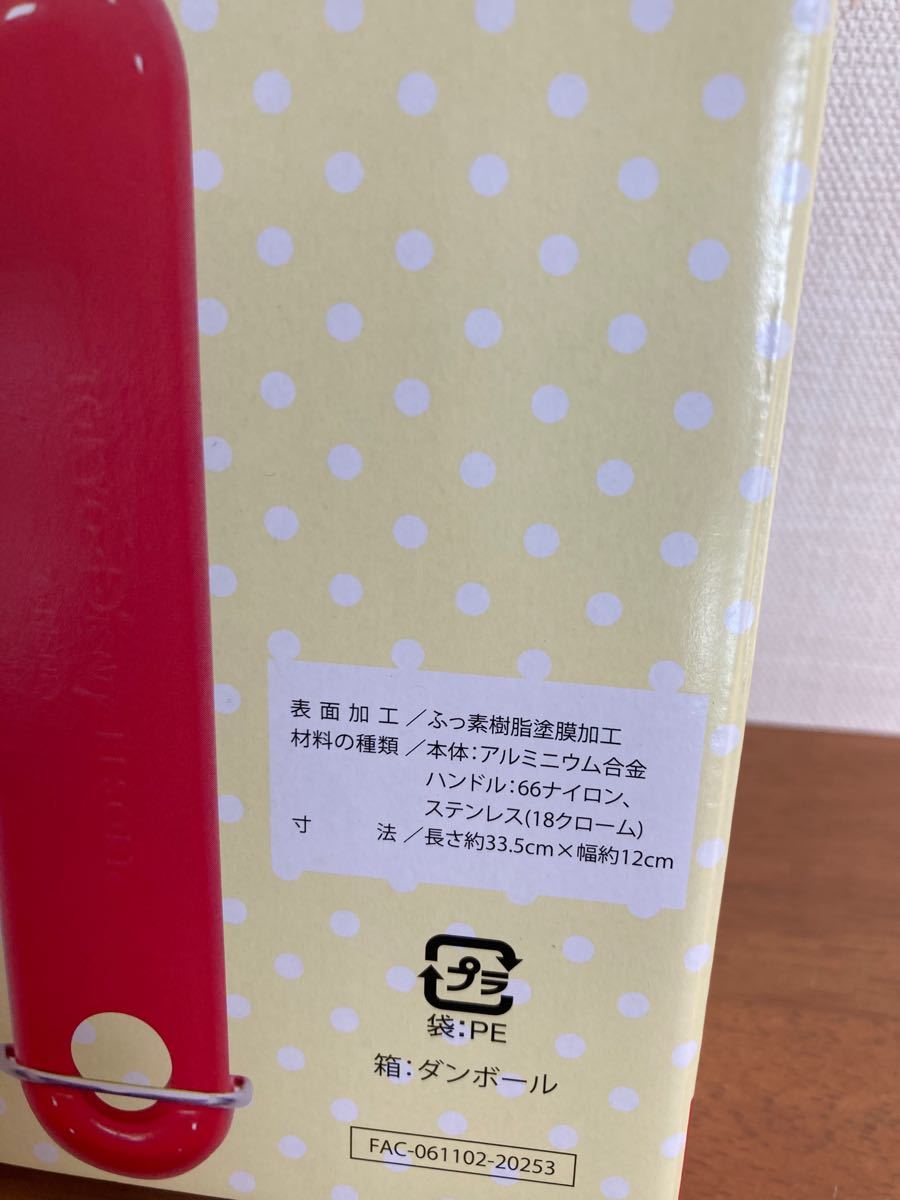 表面加工／ふっ素樹脂塗膜加工
材料の種類／本体：アルミニウム合金
ハンドル：66ナイロン、
ステンレス(18クローム)
寸法／長さ約33.5cm×幅約12cm
プラ
袋：PE
箱：ダンボール
FAC-061102-20253